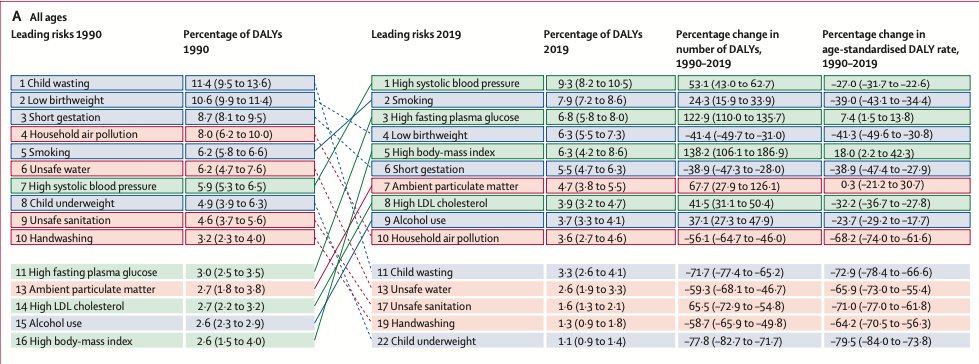 A All ages
Leading risks 1990 Percentage of DALYs 1990 Leading risks 2019 Percentage of DALYs 2019 Percentage change in number of DALYs, 1990–2019 Percentage change in age-standardised DALY rate, 1990–2019
1 Child wasting 11·4 (9·5 to 13·6) 1 High systolic blood pressure 9·3 (8·2 to 10·5) 53·1 (43·0 to 62·7) –27·0 (–31·7 to –22·6)
2 Low birthweight 10·6 (9·9 to 11·4) 2 Smoking 7·9 (7·2 to 8·6) 24·3 (15·9 to 33·9) –39·0 (–43·1 to –34·4)
3 Short gestation 8·7 (8·1 to 9·5) 3 High fasting plasma glucose 6·8 (5·8 to 8·0) 122·9 (110·0 to 135·7) 7·4 (1·5 to 13·8)
4 Household air pollution 8·0 (6·2 to 10·0) 4 Low birthweight 6·3 (5·5 to 7·3) –41·4 (–49·7 to –31·0) –41·3 (–49·6 to –30·8)
5 Smoking 6·2 (5·8 to 6·6) 5 High body-mass index 6·3 (4·2 to 8·6) 138·2 (106·1 to 186·9) 18·0 (2·2 to 42·3)
6 Unsafe water 6·2 (4·7 to 7·6) 6 Short gestation 5·5 (4·7 to 6·3) –38·9 (–47·3 to –28·0) –38·9 (–47·4 to –27·9)
7 High systolic blood pressure 5·9 (5·3 to 6·5) 7 Ambient particulate matter 4·7 (3·8 to 5·5) 67·7 (27·9 to 126·1) 0·3 (–21·2 to 30·7)
8 Child underweight 4·9 (3·9 to 6·3) 8 High LDL cholesterol 3·9 (3·2 to 4·7) 41·5 (31·1 to 50·4) –32·2 (–36·7 to –27·8)
9 Unsafe sanitation 4·6 (3·7 to 5·6) 9 Alcohol use 3·7 (3·3 to 4·1) 37·1 (27·3 to 47·9) –23·7 (–29·2 to –17·7)
10 Handwashing 3·2 (2·3 to 4·0) 10 Household air pollution 3·6 (2·7 to 4·6) –56·1 (–64·7 to –46·0) –68·2 (–74·0 to –61·6)
11 High fasting plasma glucose 3·0 (2·5 to 3·5) 11 Child wasting 3·3 (2·6 to 4·1) –71·7 (–77·4 to –65·2) –72·9 (–78·4 to –66·6)
13 Ambient particulate matter 2·7 (1·8 to 3·8) 13 Unsafe water 2·6 (1·9 to 3·3) –59·3 (–68·1 to –46·7) –65·9 (–73·0 to –55·4)
14 High LDL cholesterol 2·7 (2·2 to 3·2) 17 Unsafe sanitation 1·6 (1·3 to 2·1) 65·5 (–72·9 to –54·8) –71·0 (–77·0 to –61·8)
15 Alcohol use 2·6 (2·3 to 2·9) 19 Handwashing 1·3 (0·9 to 1·8) –58·7 (–65·9 to –49·8) –64·2 (–70·5 to –56·3)
16 High body-mass index 2·6 (1·5 to 4·0) 22 Child underweight 1·1 (0·9 to 1·4) –77·8 (–82·7 to –71·7) –79·5 (–84·0 to –73·8)